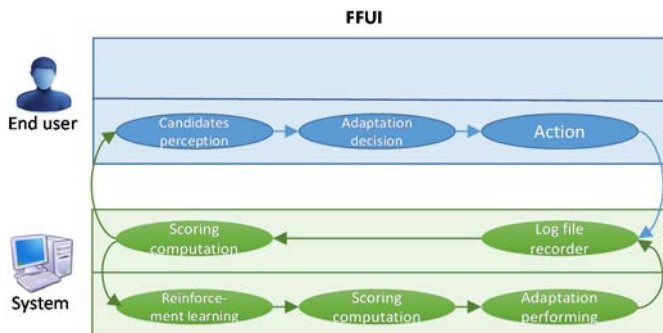 FFUI
End user
Candidates
perception
Adaptation
decision
Action
Scoring
computation
Log file
recorder
System
Reinforce-
ment learning
Scoring
computation
Adaptation
performing